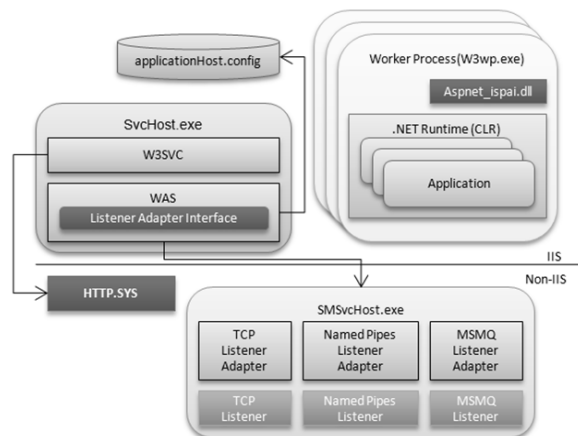 applicationHost.config
Worker Process(W3wp.exe)
Aspnet_ispai.dll
.NET Runtime (CLR)
Application
SvcHost.exe
W3SVC
WAS
Listener Adapter Interface
IIS
Non-IIS
HTTP.SYS
SMSvcHost.exe
TCP
Listener
Adapter
Named Pipes
Listener
Adapter
MSMQ
Listener
Adapter
TCP
Listener
Named Pipes
Listener
MSMQ
Listener